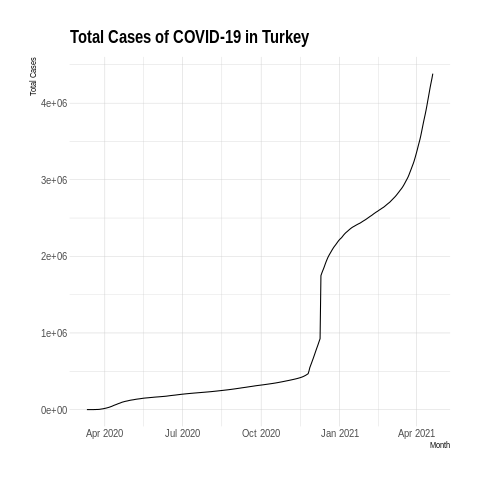 Total Cases of COVID-19 in Turkey
Total Cases
4e+06
3e+06
2e+06
1e+06
0e+00
Apr 2020 Jul 2020 Oct 2020 Jan 2021 Apr 2021
Month